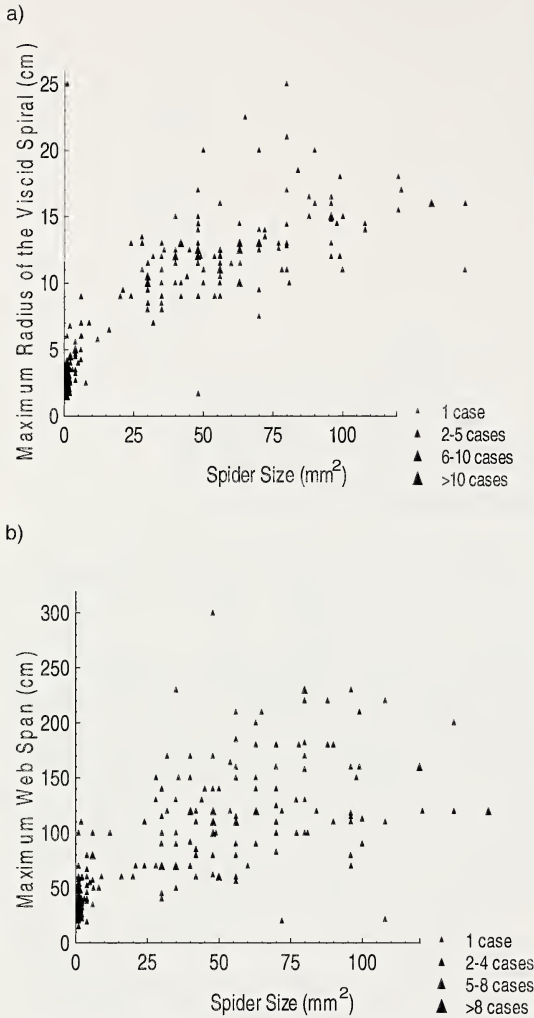 a)
Maximum Radius of the Viscid Spiral (cm)
25
20
15
10
5
0
0 25 50 75 100
Spider Size (mm²)
1 case
2-5 cases
6-10 cases
>10 cases
b)
Maximum Web Span (cm)
300
250
200
150
100
50
0
0 25 50 75 100
Spider Size (mm²)
1 case
2-4 cases
5-8 cases
>8 cases